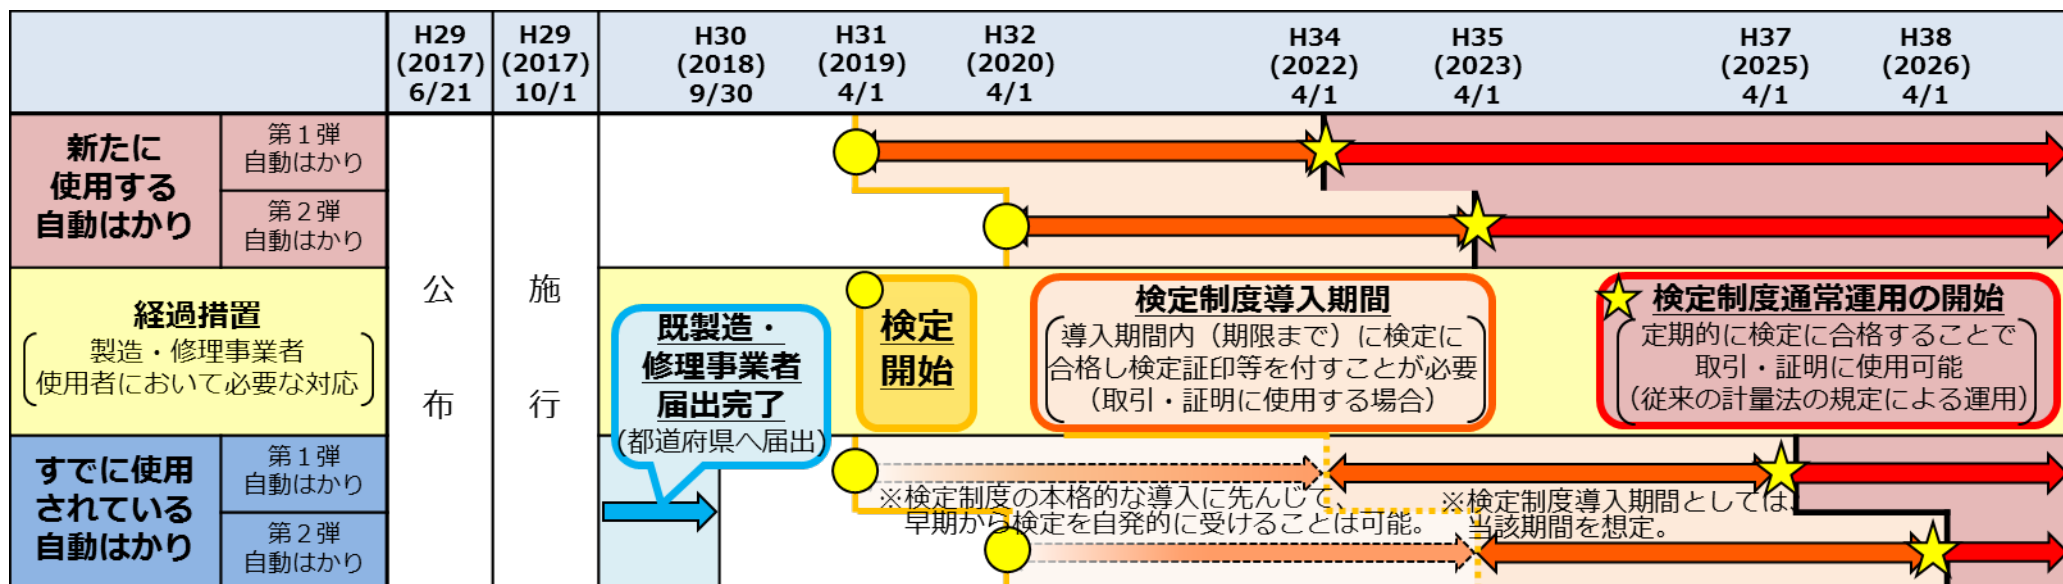 H29
(2017)
6/21
H29
(2017)
10/1
H30
(2018)
9/30
H31
(2019)
4/1
H32
(2020)
4/1
H34
(2022)
4/1
H35
(2023)
4/1
H37
(2025)
4/1
H38
(2026)
4/1
新たに
使用する
自動はかり
第１弾
自動はかり
第２弾
自動はかり
公
布
施
行
経過措置
製造・修理事業者
使用者において必要な対応
既製造・
修理事業者
届出完了
(都道府県へ届出)
検定
開始
検定制度導入期間
導入期間内（期限まで）に検定に
合格し検定証印等を付すことが必要
（取引・証明に使用する場合）
検定制度通常運用の開始
定期的に検定に合格することで
取引・証明に使用可能
(従来の計量法の規定による運用)
すでに使用
されている
自動はかり
第１弾
自動はかり
第２弾
自動はかり
※検定制度の本格的な導入に先んじて、
早期から検定を自発的に受けることは可能。
※検定制度導入期間としては、
当該期間を想定。